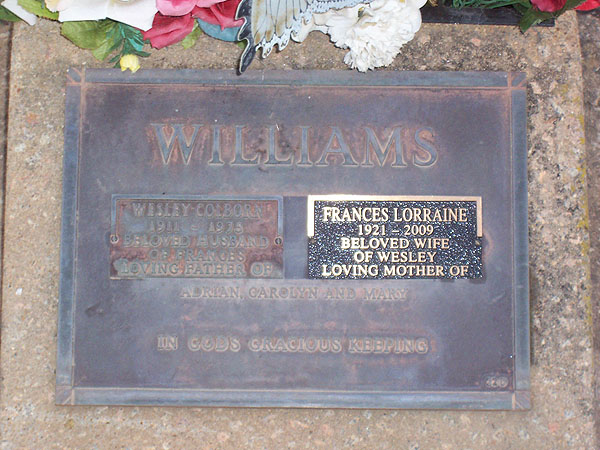 WILLIAMS
WESLEY COLBORN
1911 - 1975
BELOVED HUSBAND
OF FRANCES
LOVING FATHER OF
FRANCES LORRAINE
1921 - 2009
BELOVED WIFE
OF WESLEY
LOVING MOTHER OF
ADRIAN, CAROLYN AND MARY
IN GOD'S GRACIOUS KEEPING